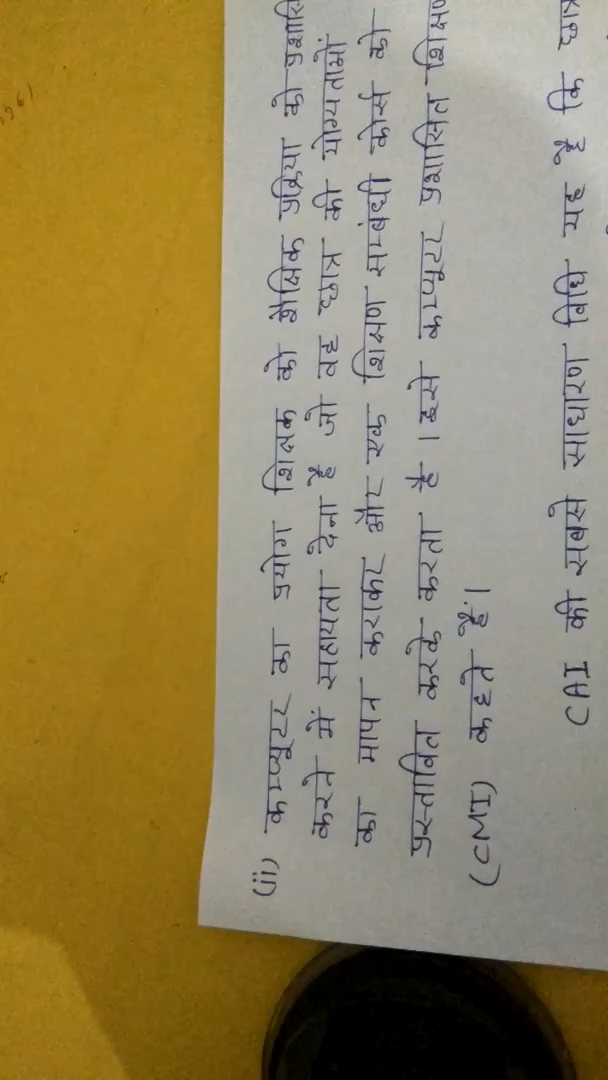 (ii) कम्प्यूटर का प्रयोग शिक्षक को शैक्षिक प्रक्रिया को
करने में सहायता देना है जो वह छात्र की योग्यताओं
का मापन कराकर और एक शिक्षण सम्बंधी कोर्स को
प्रस्तावित करके करता है । इसे कम्प्यूटर प्रशासित शिक्षण
(CMI) कहते हैं।
CAI की सबसे साधारण विधि यह है कि छात्र